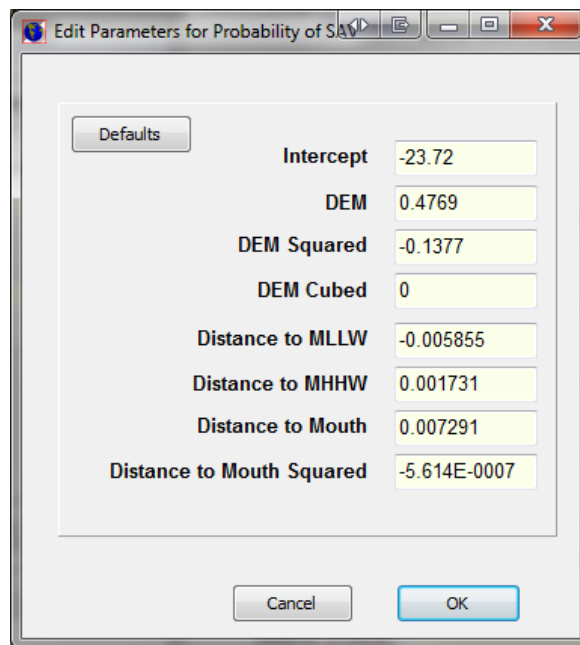 Edit Parameters for Probability of SAV
Defaults
Intercept -23.72
DEM 0.4769
DEM Squared -0.1377
DEM Cubed 0
Distance to MLLW -0.005855
Distance to MHHW 0.001731
Distance to Mouth 0.007291
Distance to Mouth Squared -5.614E-0007
Cancel OK